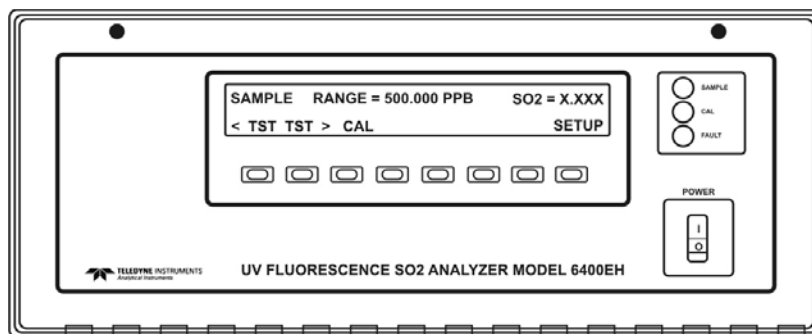 SAMPLE RANGE = 500.000 PPB SO2 = X.XXX
< TST TST > CAL SETUP
SAMPLE
CAL
FAULT
POWER
I
O
TELEDYNE INSTRUMENTS
Analytical Instruments
UV FLUORESCENCE SO2 ANALYZER MODEL 6400EH